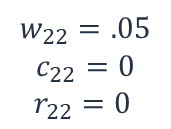 w₂₂ = .05
c₂₂ = 0
r₂₂ = 0